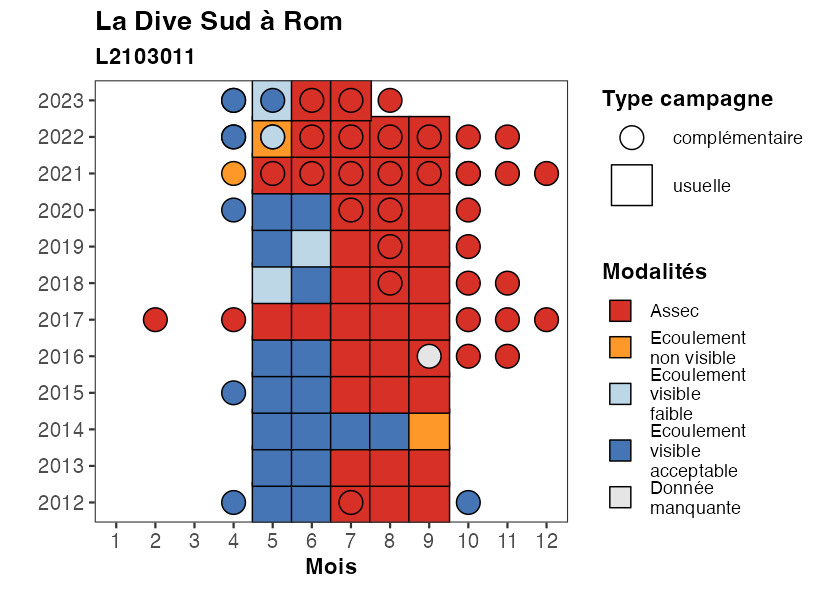 La Dive Sud à Rom
L2103011
2023
2022
2021
2020
2019
2018
2017
2016
2015
2014
2013
2012
1 2 3 4 5 6 7 8 9 10 11 12
Mois
Type campagne
complémentaire
usuelle
Modalités
Assec
Ecoulement
non visible
Ecoulement
visible
faible
Ecoulement
visible
acceptable
Donnée
manquante